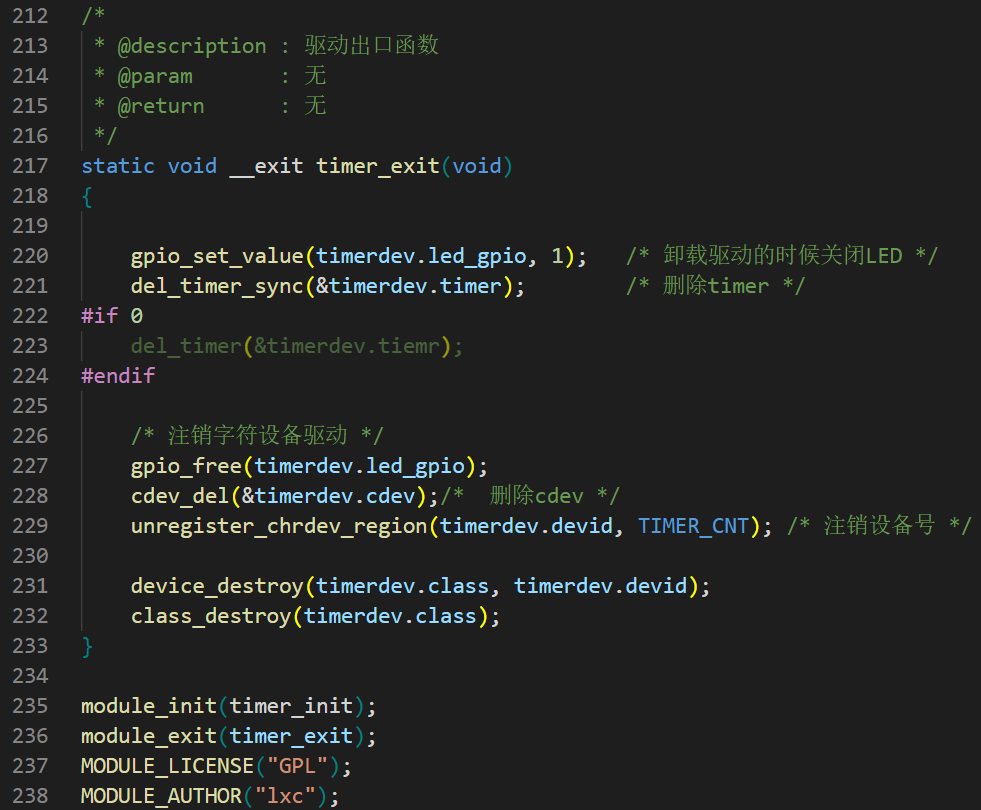 212 /*
213 * @description : 驱动出口函数
214 * @param : 无
215 * @return : 无
216 */
217 static void __exit timer_exit(void)
218 {
219
220 gpio_set_value(timerdev.led_gpio, 1); /* 卸载驱动的时候关闭LED */
221 del_timer_sync(&timerdev.timer); /* 删除timer */
222 #if 0
223 del_timer(&timerdev.tiemr);
224 #endif
225
226 /* 注销字符设备驱动 */
227 gpio_free(timerdev.led_gpio);
228 cdev_del(&timerdev.cdev);/*  删除cdev */
229 unregister_chrdev_region(timerdev.devid, TIMER_CNT); /* 注销设备号 */
230
231 device_destroy(timerdev.class, timerdev.devid);
232 class_destroy(timerdev.class);
233 }
234
235 module_init(timer_init);
236 module_exit(timer_exit);
237 MODULE_LICENSE("GPL");
238 MODULE_AUTHOR("lxc");